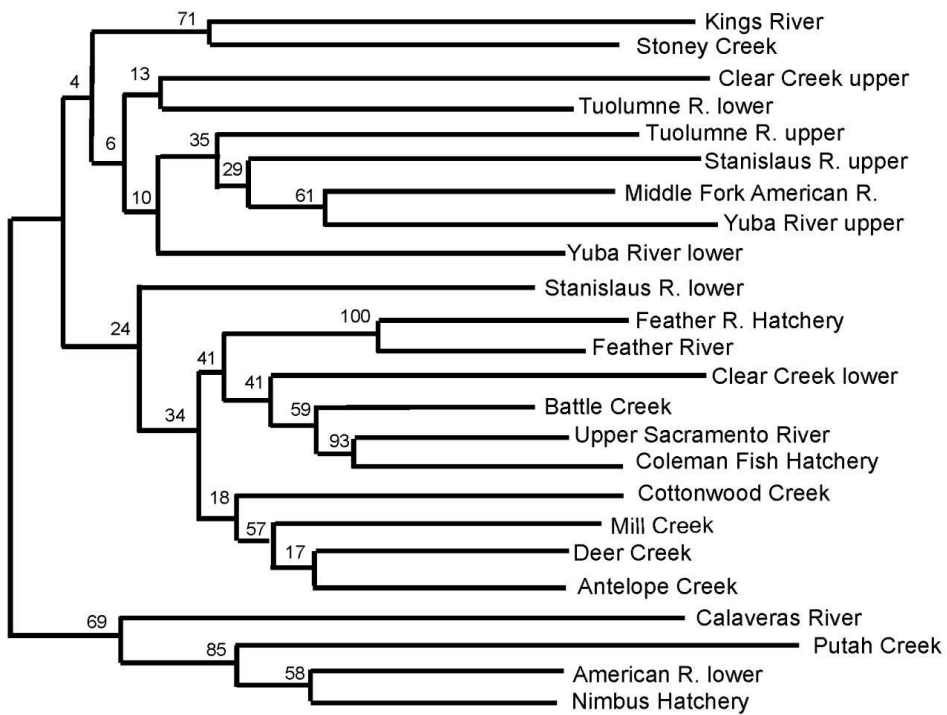 71
Kings River
Stoney Creek
4
13
Clear Creek upper
Tuolumne R. lower
6
35
Tuolumne R. upper
29
Stanislaus R. upper
10
61
Middle Fork American R.
Yuba River upper
Yuba River lower
24
Stanislaus R. lower
100
Feather R. Hatchery
Feather River
41
41
Clear Creek lower
34
59
Battle Creek
93
Upper Sacramento River
Coleman Fish Hatchery
18
Cottonwood Creek
57
Mill Creek
17
Deer Creek
Antelope Creek
69
Calaveras River
85
Putah Creek
58
American R. lower
Nimbus Hatchery